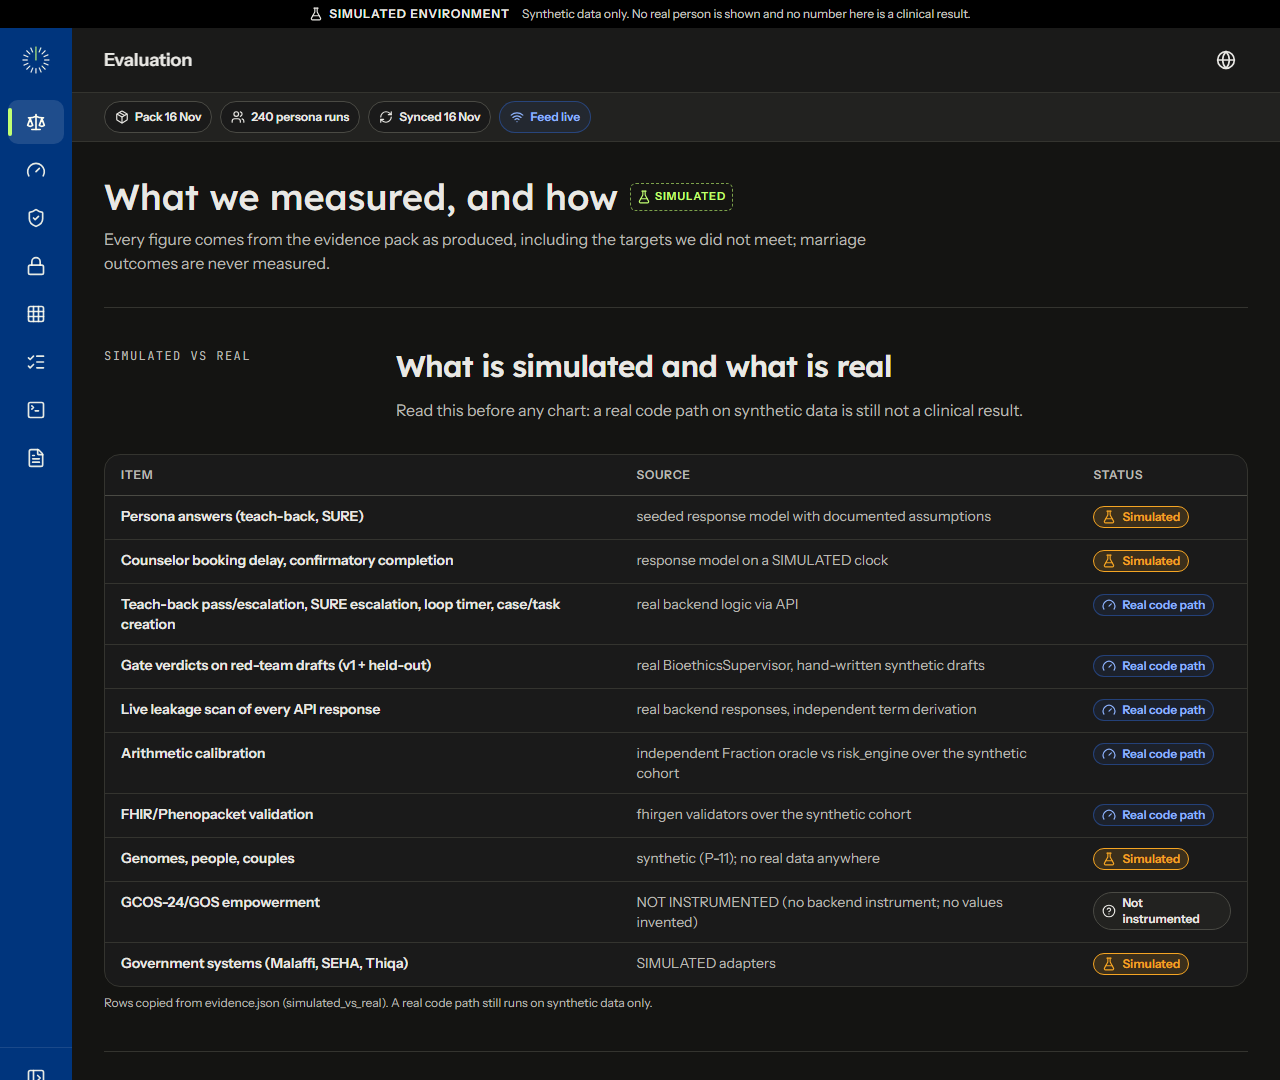 SIMULATED ENVIRONMENT Synthetic data only. No real person is shown and no number here is a clinical result.
Evaluation
Pack 16 Nov 240 persona runs Synced 16 Nov Feed live
What we measured, and how SIMULATED
Every figure comes from the evidence pack as produced, including the targets we did not meet; marriage
outcomes are never measured.
SIMULATED VS REAL
What is simulated and what is real
Read this before any chart: a real code path on synthetic data is still not a clinical result.
ITEM SOURCE STATUS
Persona answers (teach-back, SURE) seeded response model with documented assumptions Simulated
Counselor booking delay, confirmatory completion response model on a SIMULATED clock Simulated
Teach-back pass/escalation, SURE escalation, loop timer, case/task
creation
real backend logic via API Real code path
Gate verdicts on red-team drafts (v1 + held-out) real BioethicsSupervisor, hand-written synthetic drafts Real code path
Live leakage scan of every API response real backend responses, independent term derivation Real code path
Arithmetic calibration
independent Fraction oracle vs risk_engine over the synthetic
cohort
Real code path
FHIR/Phenopacket validation fhirgen validators over the synthetic cohort Real code path
Genomes, people, couples synthetic (P-11); no real data anywhere Simulated
GCOS-24/GOS empowerment
NOT INSTRUMENTED (no backend instrument; no values
invented)
Not
instrumented
Government systems (Malaffi, SEHA, Thiqa) SIMULATED adapters Simulated
Rows copied from evidence.json (simulated_vs_real). A real code path still runs on synthetic data only.